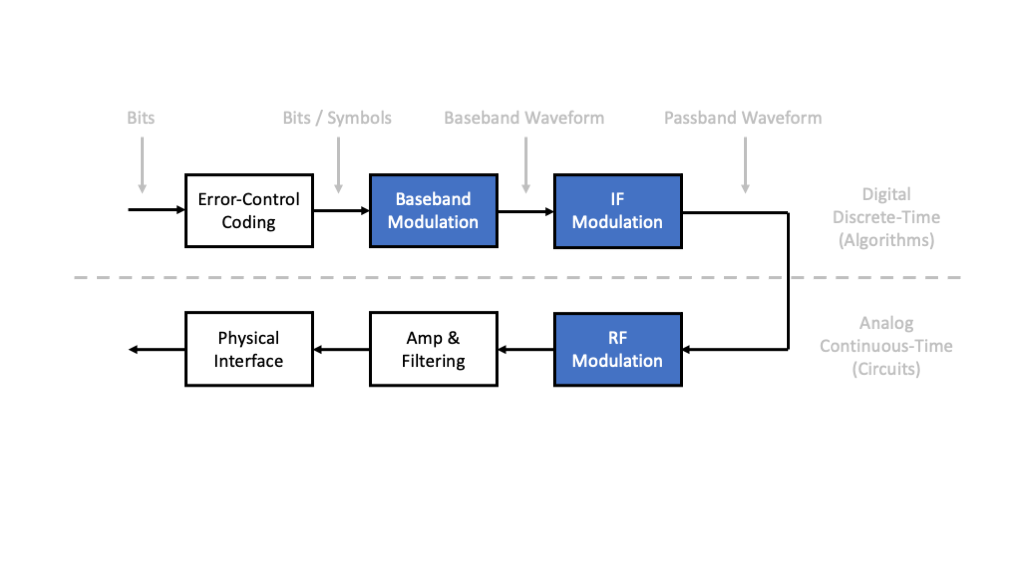 Bits
Bits / Symbols
Baseband Waveform
Passband Waveform
Error-Control
Coding
Baseband
Modulation
IF
Modulation
Digital
Discrete-Time
(Algorithms)
Physical
Interface
Amp &
Filtering
RF
Modulation
Analog
Continuous-Time
(Circuits)